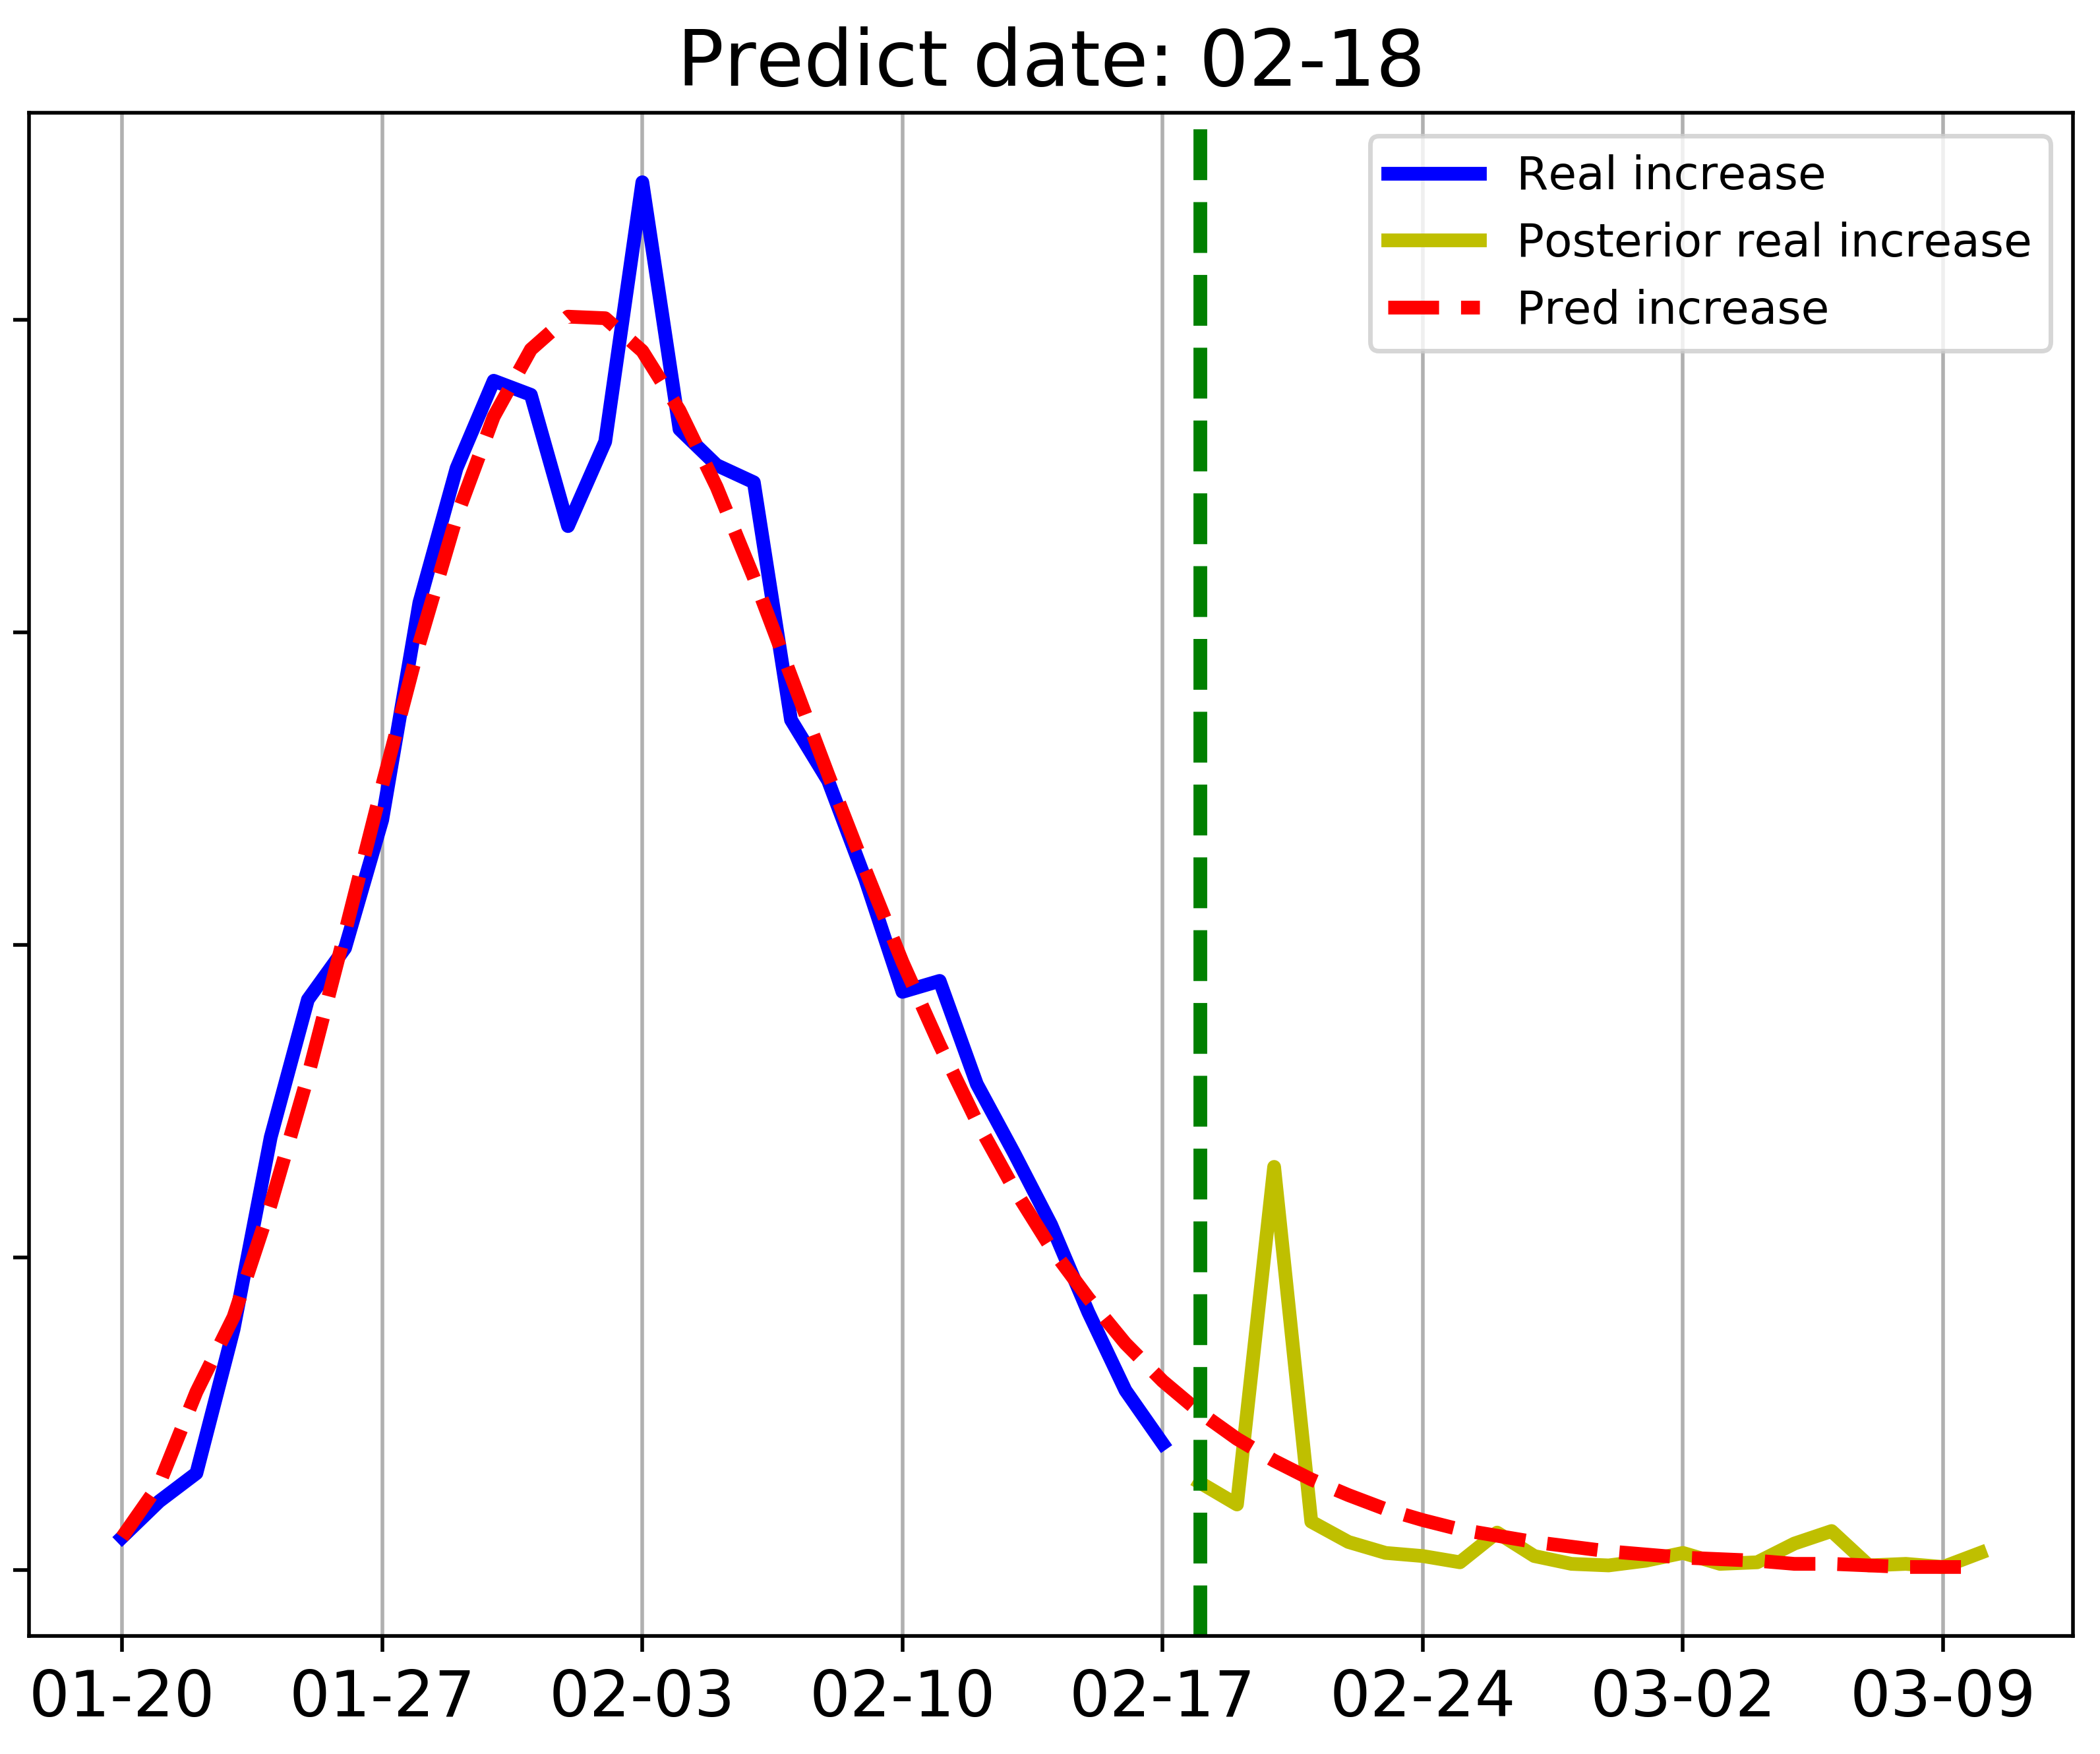 Predict date: 02-18
Real increase
Posterior real increase
Pred increase
01-20 01-27 02-03 02-10 02-17 02-24 03-02 03-09